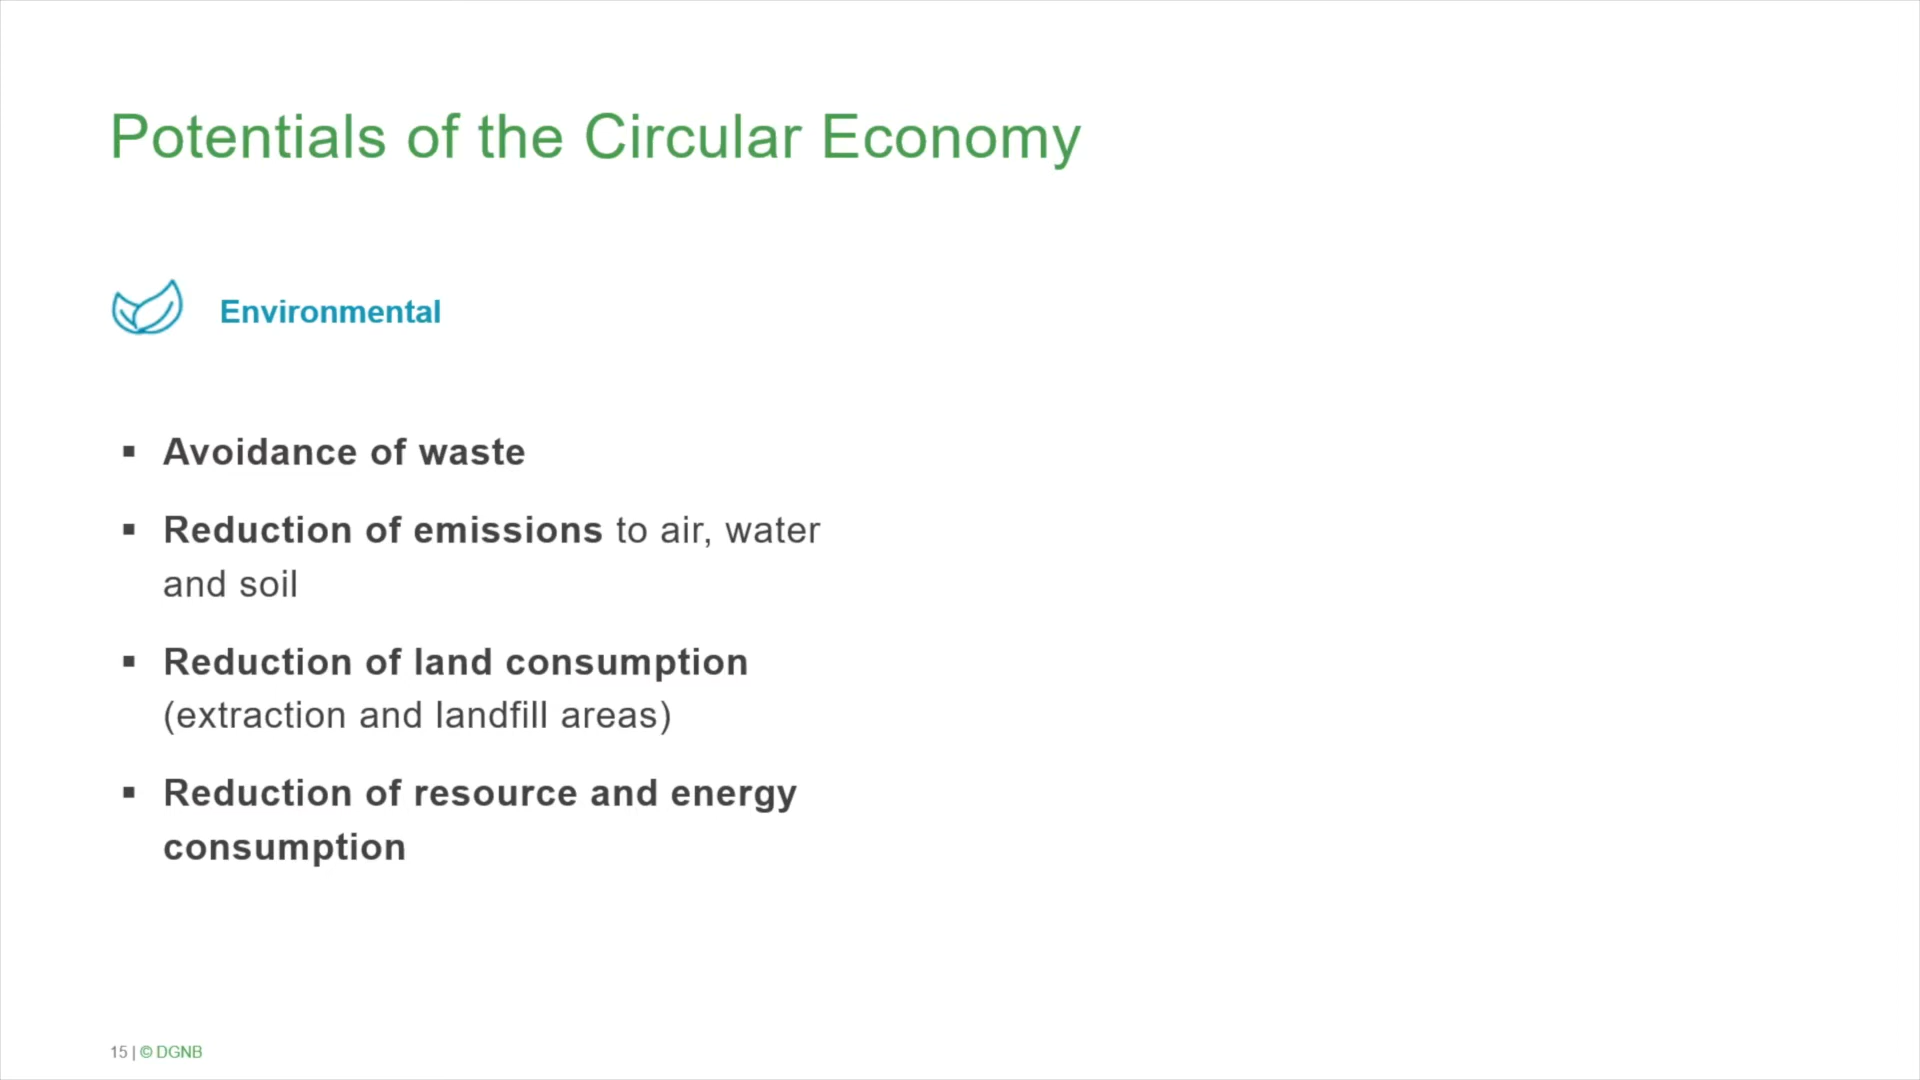 Potentials of the Circular Economy
Environmental
▪ Avoidance of waste
▪ Reduction of emissions to air, water
and soil
▪ Reduction of land consumption
(extraction and landfill areas)
▪ Reduction of resource and energy
consumption
15 | © DGNB